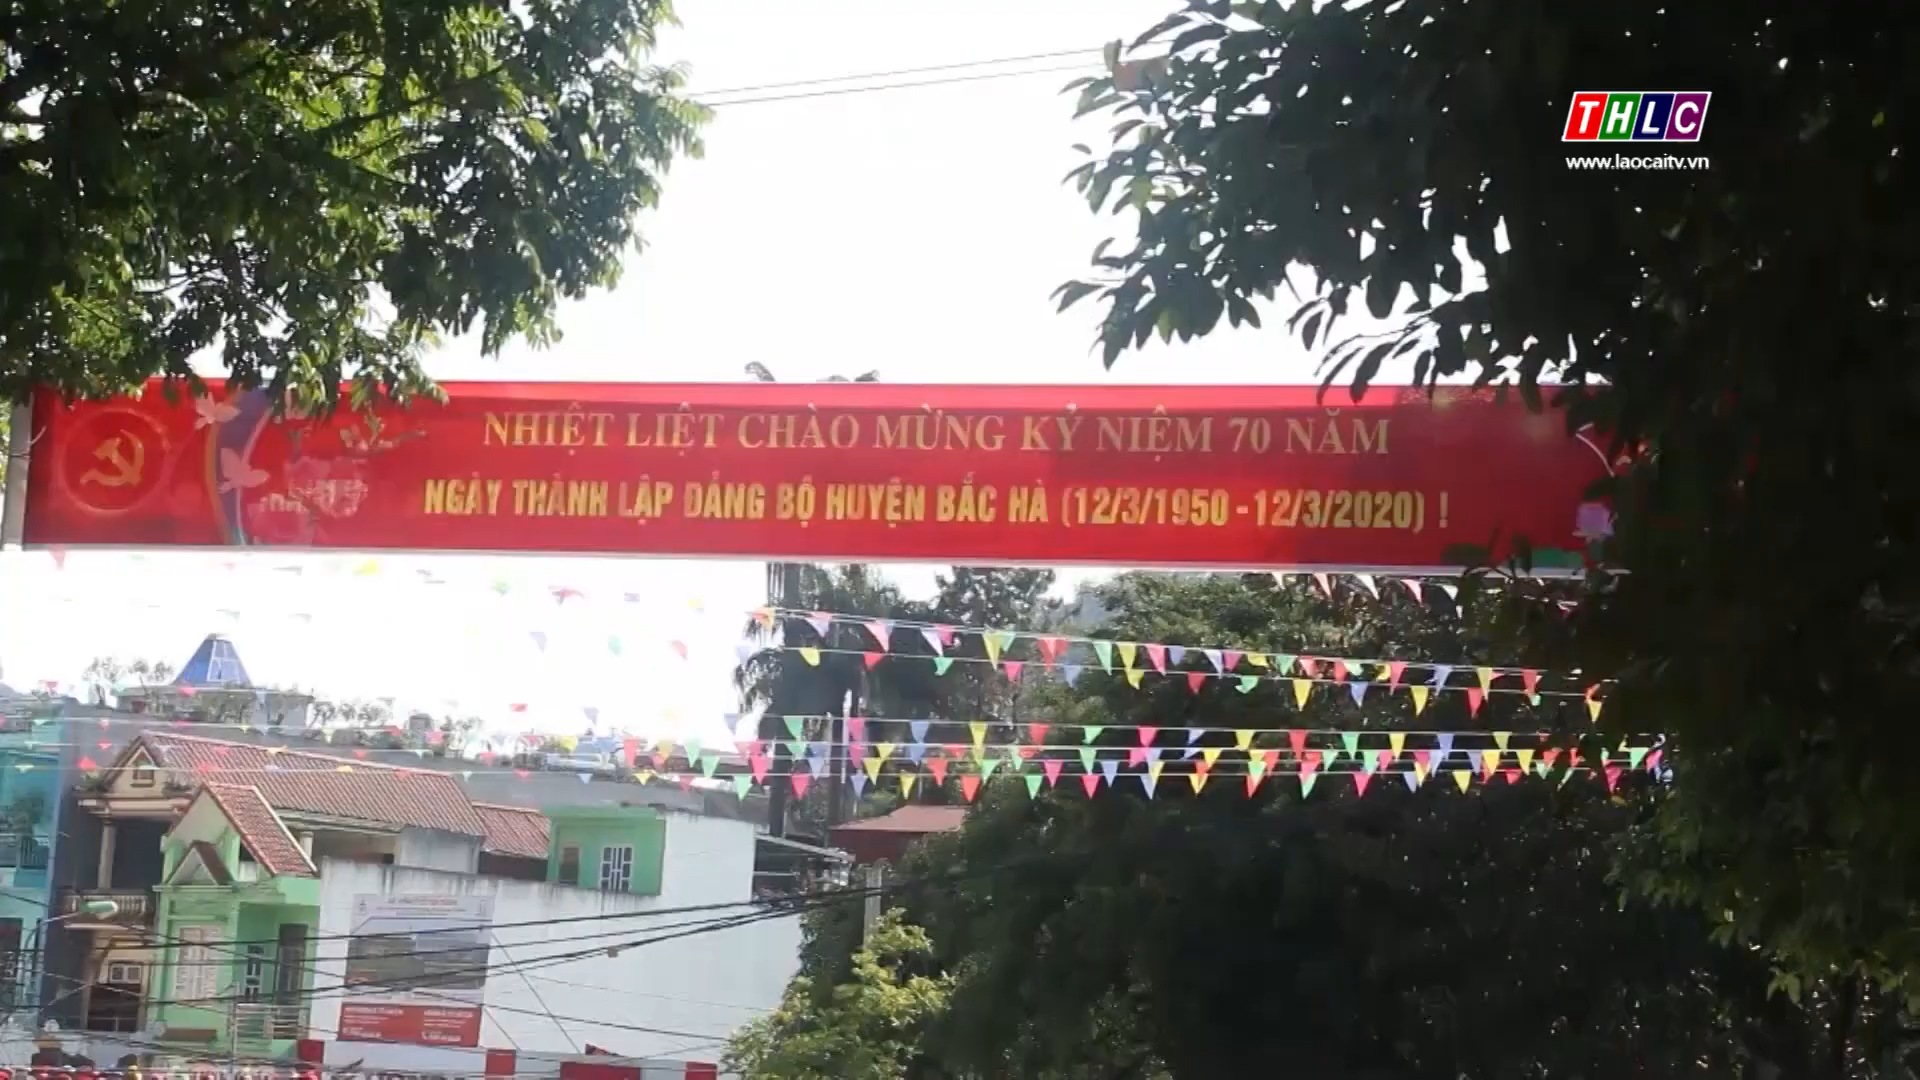 THLC
www.laocaitv.vn
NHIỆT LIỆT CHÀO MỪNG KỶ NIỆM 70 NĂM
NGÀY THÀNH LẬP ĐẢNG BỘ HUYỆN BẮC HÀ (12/3/1950 - 12/3/2020) !